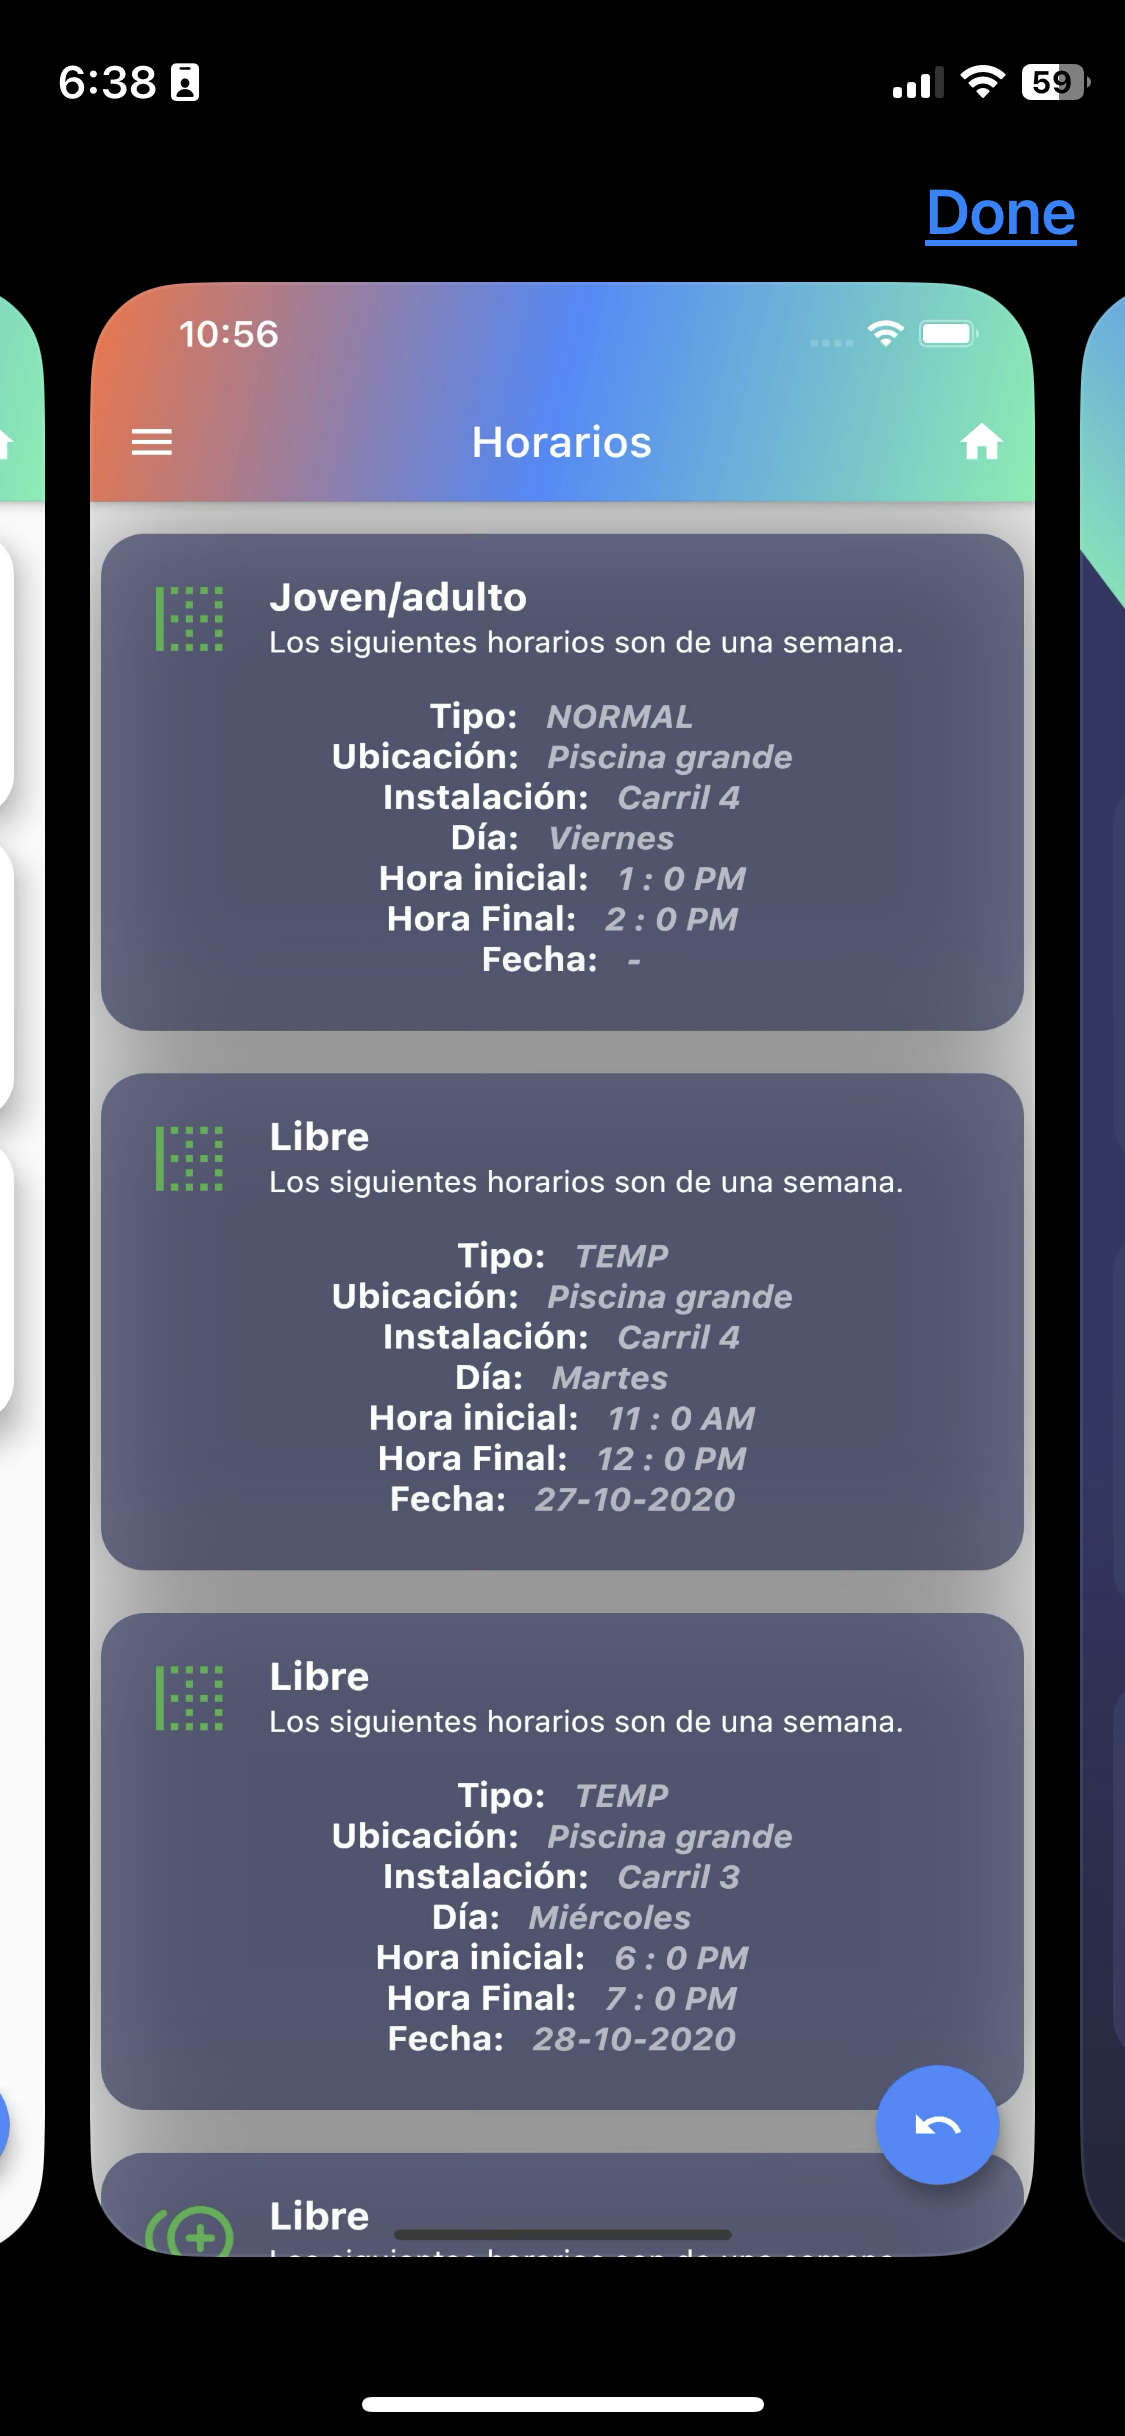 6:38
59
Done
10:56
Horarios
Joven/adulto
Los siguientes horarios son de una semana.
Tipo: NORMAL
Ubicación: Piscina grande
Instalación: Carril 4
Día: Viernes
Hora inicial: 1 : 0 PM
Hora Final: 2 : 0 PM
Fecha: -
Libre
Los siguientes horarios son de una semana.
Tipo: TEMP
Ubicación: Piscina grande
Instalación: Carril 4
Día: Martes
Hora inicial: 11 : 0 AM
Hora Final: 12 : 0 PM
Fecha: 27-10-2020
Libre
Los siguientes horarios son de una semana.
Tipo: TEMP
Ubicación: Piscina grande
Instalación: Carril 3
Día: Miércoles
Hora inicial: 6 : 0 PM
Hora Final: 7 : 0 PM
Fecha: 28-10-2020
Libre